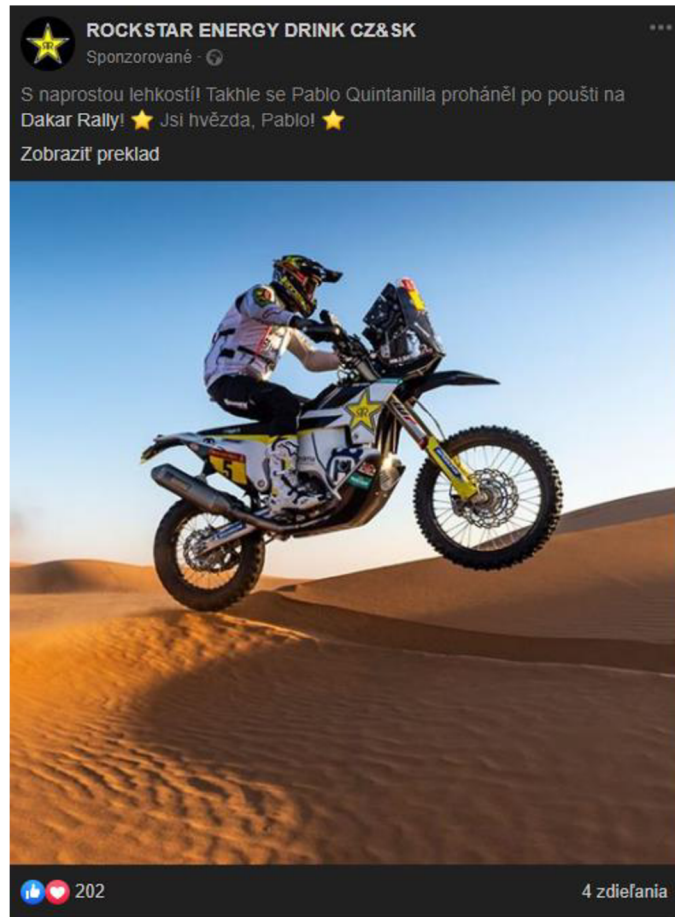 ROCKSTAR ENERGY DRINK CZ&SK
Sponzorované ·
S naprostou lehkostí! Takhle se Pablo Quintanilla proháněl po poušti na
Dakar Rally! ⭐ Jsi hvězda, Pablo! ⭐
Zobraziť preklad
5
202
4 zdieľania